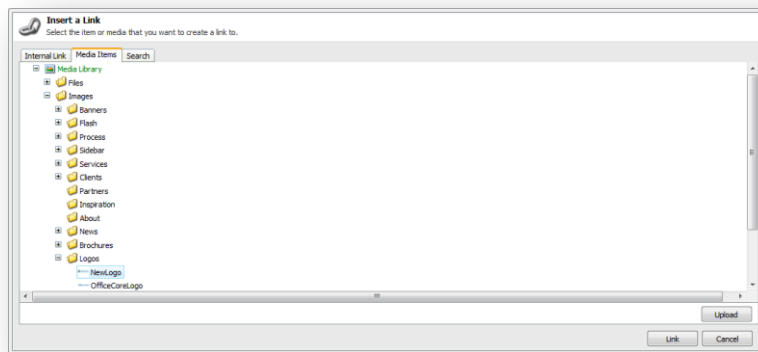 Insert a Link
Select the item or media that you want to create a link to.
Internal Link Media Items Search
Media Library
Files
Images
Banners
Flash
Process
Sidebar
Services
Clients
Partners
Inspiration
About
News
Brochures
Logos
NewLogo
OfficeCoreLogo
Upload
Link Cancel